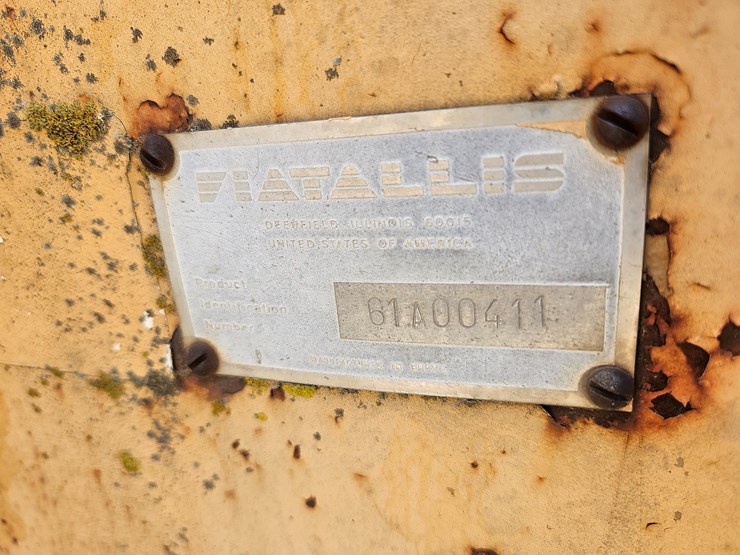 FIATALLIS
DEERFIELD, ILLINOIS 60015
UNITED STATES OF AMERICA
Product
Identification
Number
61A00411